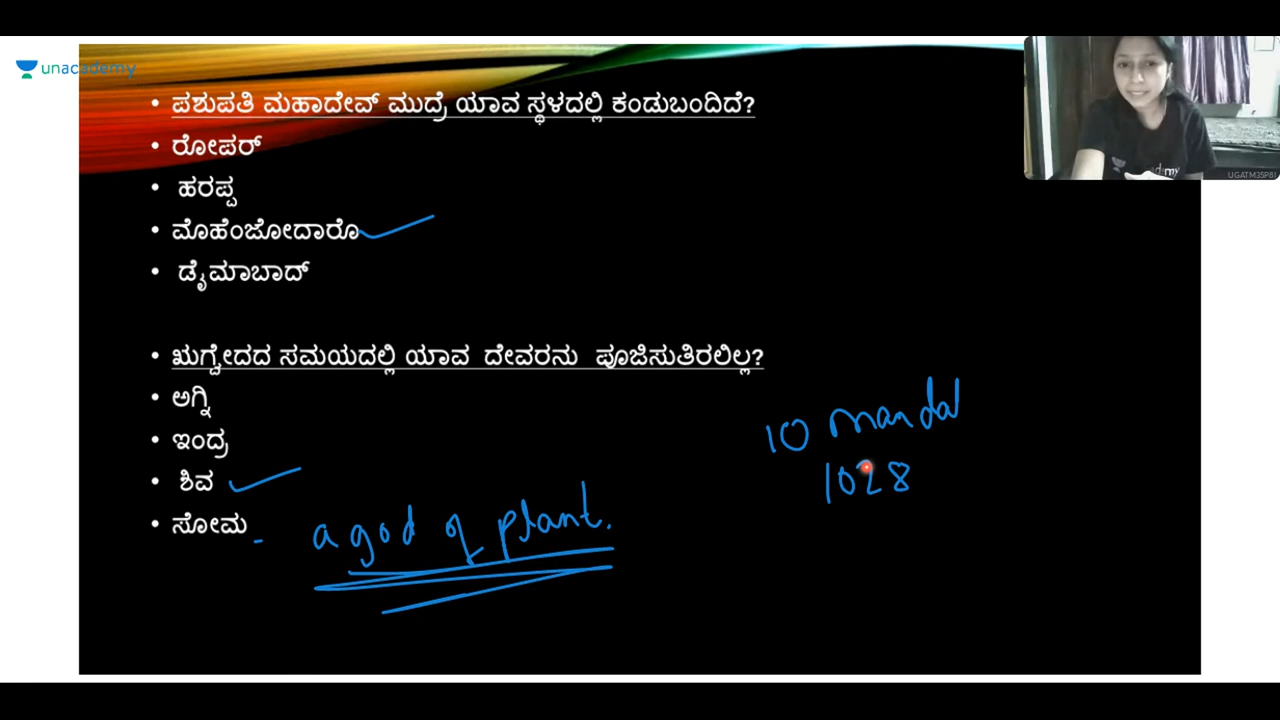 unacademy
• ಪಶುಪತಿ ಮಹಾದೇವ್ ಮುದ್ರೆ ಯಾವ ಸ್ಥಳದಲ್ಲಿ ಕಂಡುಬಂದಿದೆ?
• ರೋಪರ್
• ಹರಪ್ಪ
• ಮೊಹೆಂಜೋದಾರೊ
• ಡೈಮಾಬಾದ್
• ಋಗ್ವೇದದ ಸಮಯದಲ್ಲಿ ಯಾವ ದೇವರನು ಪೂಜಿಸುತಿರಲಿಲ್ಲ?
• ಅಗ್ನಿ
• ಇಂದ್ರ
• ಶಿವ
• ಸೋಮ - a god of plant.
10 mandal
1028
UGATM3SP8I